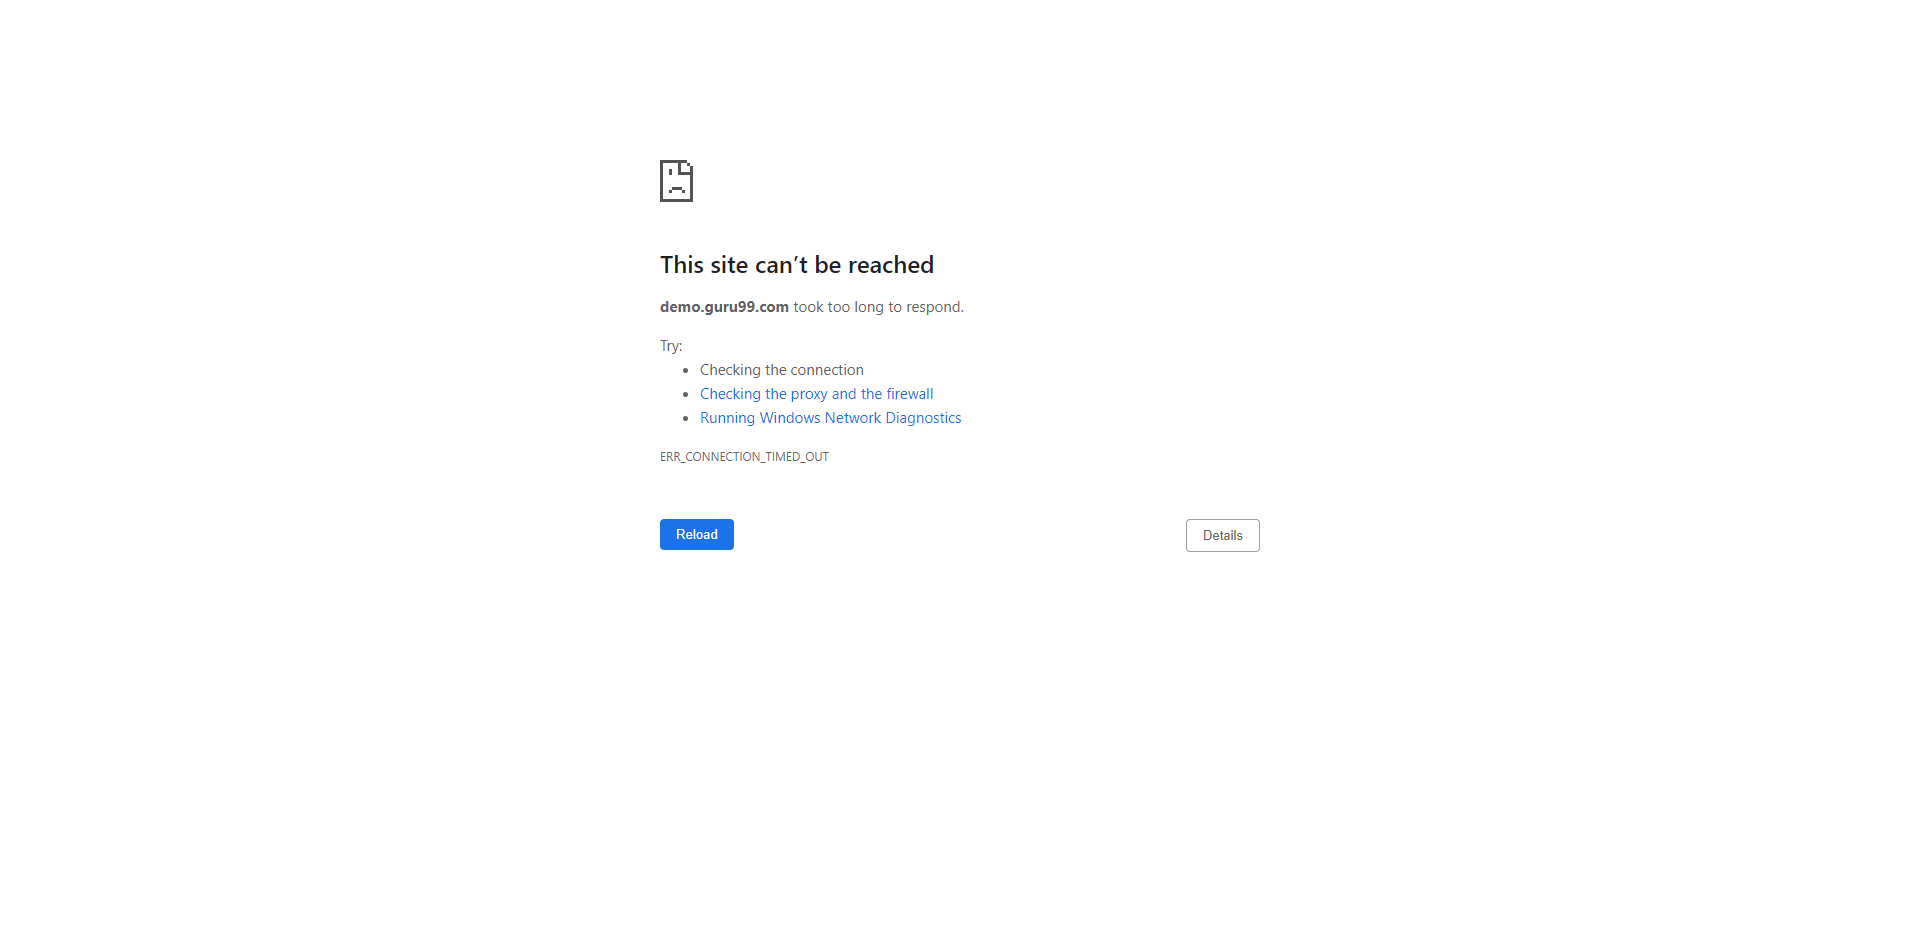 This site can’t be reached
demo.guru99.com took too long to respond.
Try:
• Checking the connection
• Checking the proxy and the firewall
• Running Windows Network Diagnostics
ERR_CONNECTION_TIMED_OUT
Reload
Details